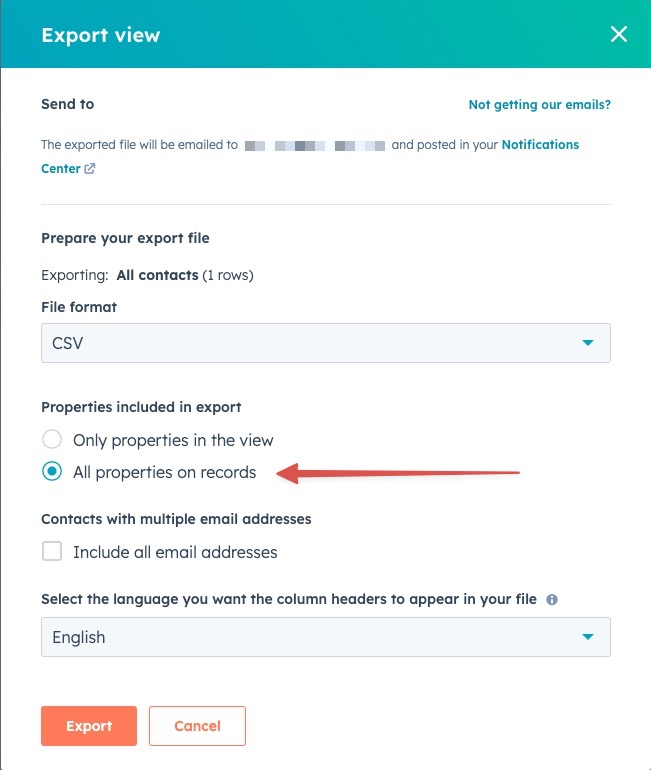 Export view
Send to
Not getting our emails?
The exported file will be emailed to and posted in your Notifications
Center
Prepare your export file
Exporting: All contacts (1 rows)
File format
CSV
Properties included in export
Only properties in the view
All properties on records
Contacts with multiple email addresses
Include all email addresses
Select the language you want the column headers to appear in your file
English
Export
Cancel